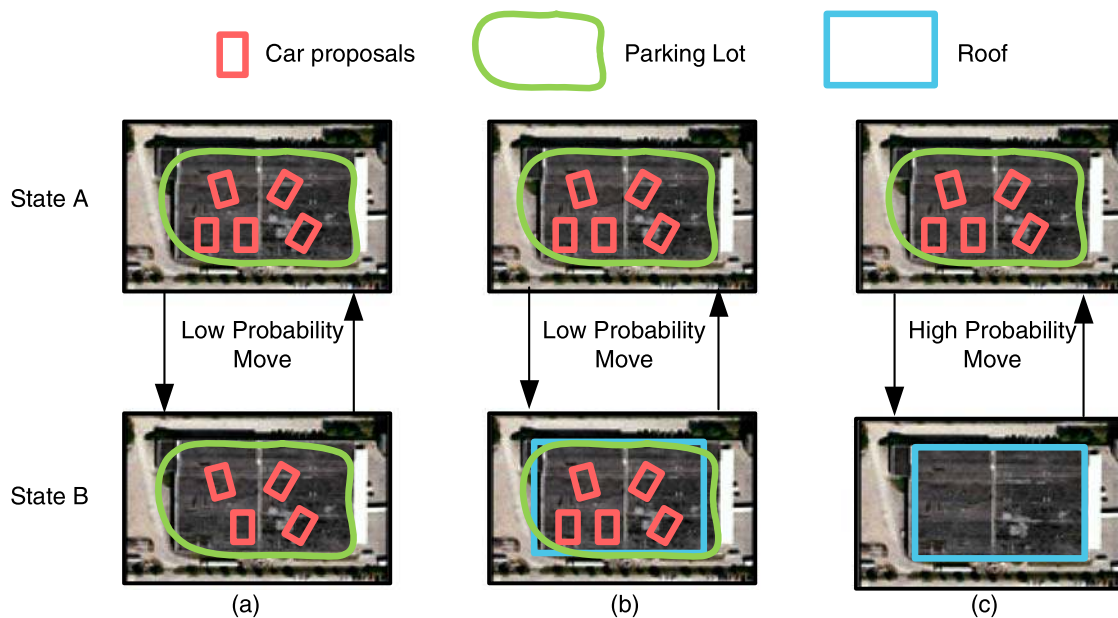 Car proposals
Parking Lot
Roof
State A
Low Probability
Move
Low Probability
Move
High Probability
Move
State B
(a)
(b)
(c)